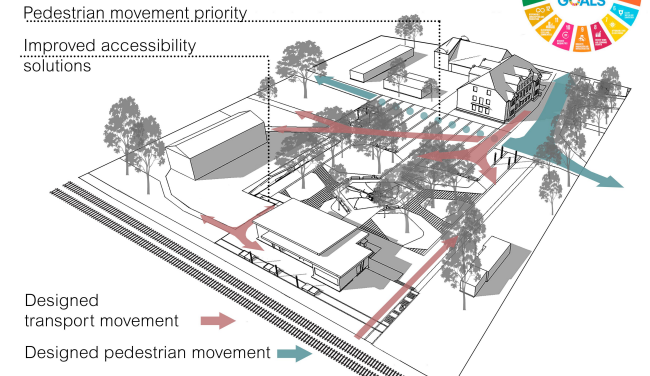 GOALS
Pedestrian movement priority
Improved accessibility
solutions
Designed
transport movement
Designed pedestrian movement